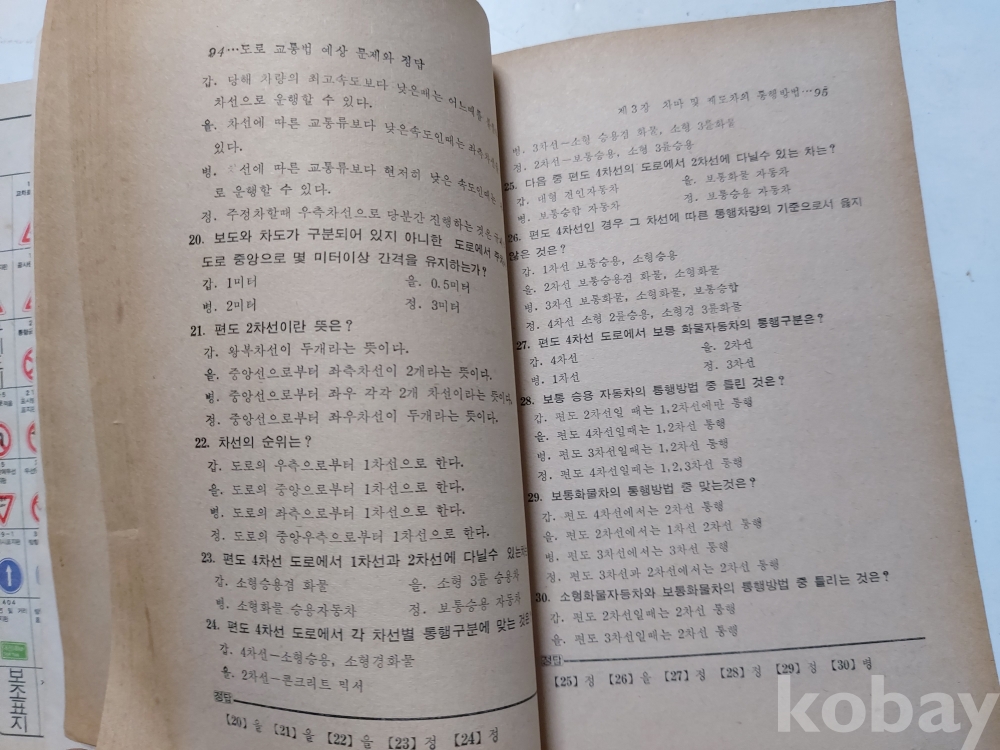 94…도로 교통법 예상 문제와 정답
갑. 당해 차량의 최고속도보다 낮은때는 어느때를
차선으로 운행할 수 있다.
을. 차선에 따른 교통류보다 낮은속도인때는 좌측차선
있다.
병. 선에 따른 교통류보다 현저히 낮은 속도인때는
로 운행할 수 있다.
정. 주정차할때 우측차선으로 당분간 진행하는것은
20. 보도와 차도가 구분되어 있지 아니한 도로에서
도로 중앙으로 몇 미터이상 간격을 유지하는가?
갑. 1미터 을. 0.5미터
병. 2미터 정. 3미터
21. 편도 2차선이란 뜻은?
갑. 왕복차선이 두개라는 뜻이다.
을. 중앙선으로부터 좌측차선이 2개라는 뜻이다.
병. 중앙선으로부터 좌우 각각 2개 차선이라는 뜻이다.
정. 중앙선으로부터 좌우차선이 두개라는 뜻이다.
22. 차선의 순위는?
갑. 도로의 우측으로부터 1차선으로 한다.
을. 도로의 중앙으로부터 1차선으로 한다.
병. 도로의 좌측으로부터 1차선으로 한다.
정. 도로의 중앙우측으로부터 1차선으로 한다.
23. 편도 4차선 도로에서 1차선과 2차선에 다닐수 있는차는
갑. 소형승용겸 화물 을. 소형 3륜 승용차
병. 소형화물 승용자동차 정. 보통승용 자동차
24. 편도 4차선 도로에서 각 차선별 통행구분에 맞는 것은
갑. 4차선–소형승용, 소형경화물
을. 2차선–콘크리트 믹서
정답
【20】 을 【21】 을 【22】 을 【23】 정 【24】 정
제 3 장 차마 및 궤도차의 통행방법…95
병. 3차선–소형 승용겸 화물, 소형 3륜화물
정. 2차선–보통승용, 소형 3륜승용
25. 다음 중 편도 4차선의 도로에서 2차선에 다닐수 있는 차는?
갑. 대형 견인자동차 을. 보통화물 자동차
병. 보통승합 자동차 정. 보통승용 자동차
26. 편도 4차선인 경우 그 차선에 따른 통행차량의 기준으로서 옳지
않은 것은?
갑. 1차선 보통승용, 소형승용
을. 2차선 보통승용겸 화물, 소형화물
병. 3차선 보통화물, 소형화물, 보통승합
정. 4차선 소형 2륜승용, 소형경 3륜화물
27. 편도 4차선 도로에서 보통 화물자동차의 통행구분은?
갑. 4차선 을. 2차선
병. 1차선 정. 3차선
28. 보통 승용 자동차의 통행방법 중 틀린 것은?
갑. 편도 2차선일 때는 1,2차선에만 통행
을. 편도 4차선일때는 1,2차선 통행
병. 편도 3차선일때는 1,2차선 통행
정. 편도 4차선일때는 1,2,3차선 통행
29. 보통화물차의 통행방법 중 맞는것은?
갑. 편도 4차선에서는 2차선 통행
을. 편도 2차선에서는 1차선 2차선 통행
병. 편도 3차선에서는 3차선 통행
정. 편도 3차선과 2차선에서는 2차선 통행
30. 소형화물자동차와 보통화물차의 통행방법 중 틀리는 것은?
갑. 편도 2차선일때는 2차선 통행
을. 편도 3차선일때는 2차선 통행
정답
【25】 정 【26】 을 【27】 정 【28】 정 【29】 정 【30】 병
보조표지
kobay